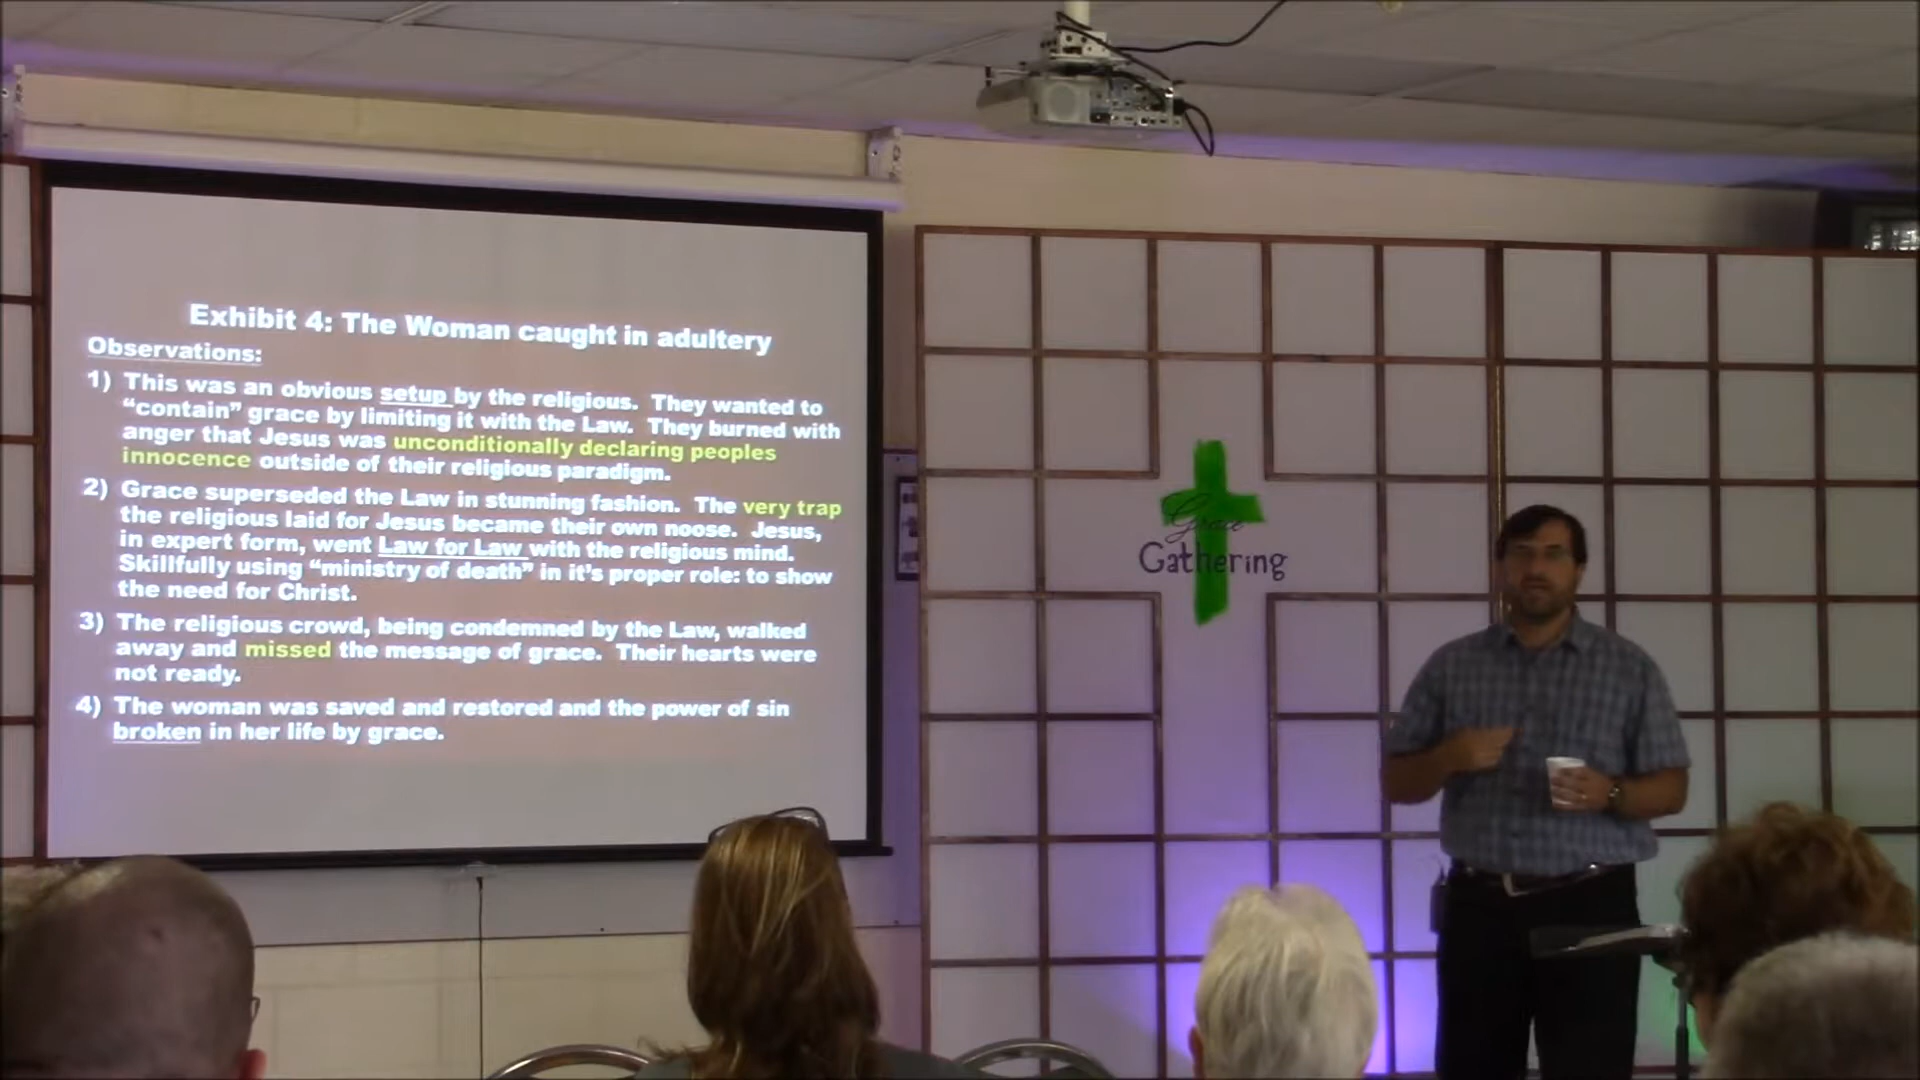 Exhibit 4: The Woman caught in adultery
Observations:
1) This was an obvious setup by the religious. They wanted to
“contain” grace by limiting it with the Law. They burned with
anger that Jesus was unconditionally declaring peoples
innocence outside of their religious paradigm.
2) Grace superseded the Law in stunning fashion. The very trap
the religious laid for Jesus became their own noose. Jesus,
in expert form, went Law for Law with the religious mind.
Skillfully using “ministry of death” in it’s proper role: to show
the need for Christ.
3) The religious crowd, being condemned by the Law, walked
away and missed the message of grace. Their hearts were
not ready.
4) The woman was saved and restored and the power of sin
broken in her life by grace.
Grace
Gathering